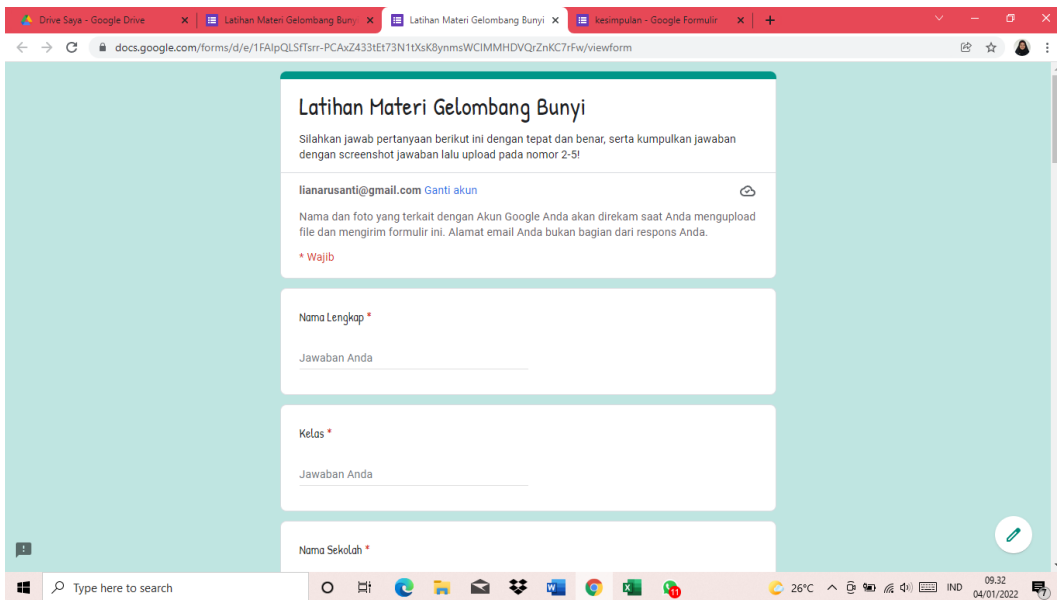 Drive Saya - Google Drive
Latihan Materi Gelombang Buny
Latihan Materi Gelombang Bunyi
kesimpulan - Google Formulir
docs.google.com/forms/d/e/1FAIpQLSfTsrr-PCAxZ433tEt73N1tXsK8ynmsWCIMMHDVQrZnKC7rFw/viewform
Latihan Materi Gelombang Bunyi
Silahkan jawab pertanyaan berikut ini dengan tepat dan benar, serta kumpulkan jawaban
dengan screenshot jawaban lalu upload pada nomor 2-5!
lianarusanti@gmail.com Ganti akun
Nama dan foto yang terkait dengan Akun Google Anda akan direkam saat Anda mengupload
file dan mengirim formulir ini. Alamat email Anda bukan bagian dari respons Anda.
* Wajib
Nama Lengkap *
Jawaban Anda
Kelas *
Jawaban Anda
Nama Sekolah *
Type here to search
11
26°C
IND
09.32
04/01/2022
7